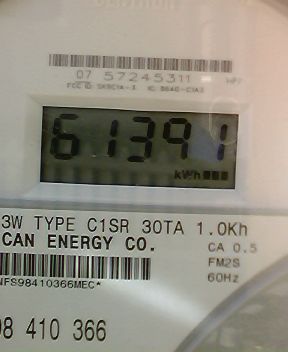 07 57245311
61391
kWh
3W TYPE C1SR 30TA 1.0Kh
CAN ENERGY CO.
CA 0.5
FM2S
60Hz
NFS98410366MEC*
98 410 366